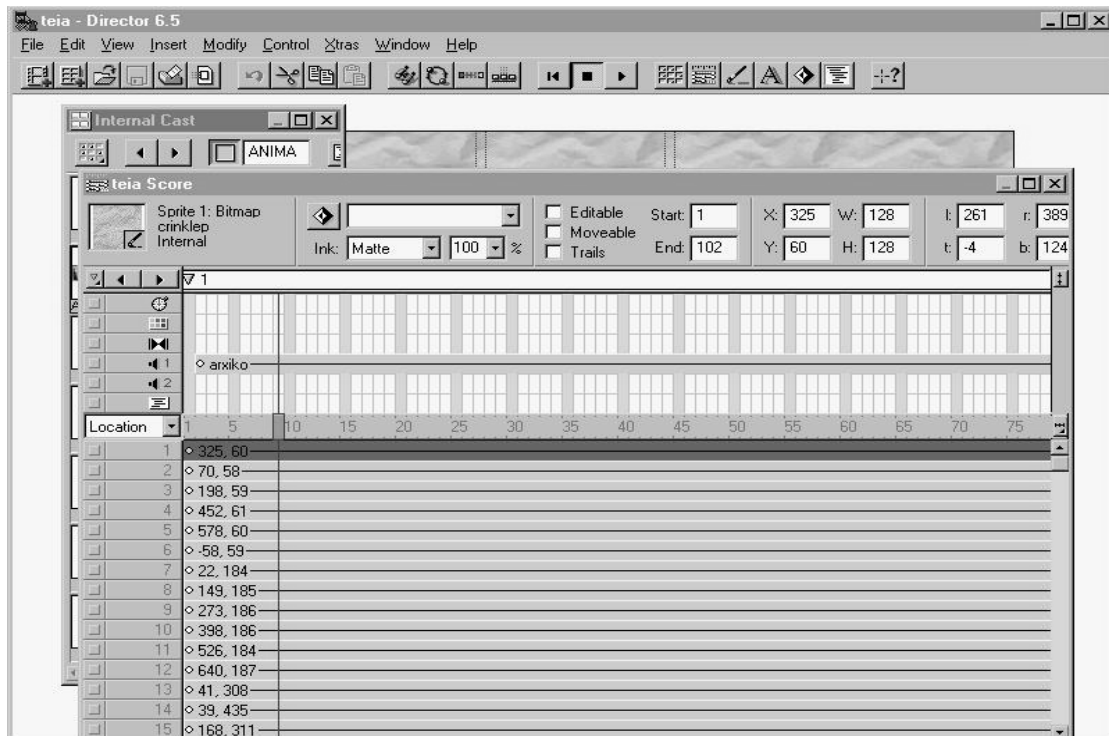 teia - Director 6.5
File Edit View Insert Modify Control Xtras Window Help
Internal Cast
ANIMA
teia Score
Sprite 1: Bitmap
crinklep
Internal
Editable
Moveable
Trails
Start: 1
End: 102
X: 325 W: 128
Y: 60 H: 128
l: 261 r: 389
t: -4 b: 124
Ink: Matte 100 %
1
1
arxiko
2
Location 1 5 10 15 20 25 30 35 40 45 50 55 60 65 70 75
1 325, 60
2 70, 58
3 198, 59
4 452, 61
5 578, 60
6 -58, 59
7 22, 184
8 149, 185
9 273, 186
10 398, 186
11 526, 184
12 640, 187
13 41, 308
14 39, 435
15 168, 311